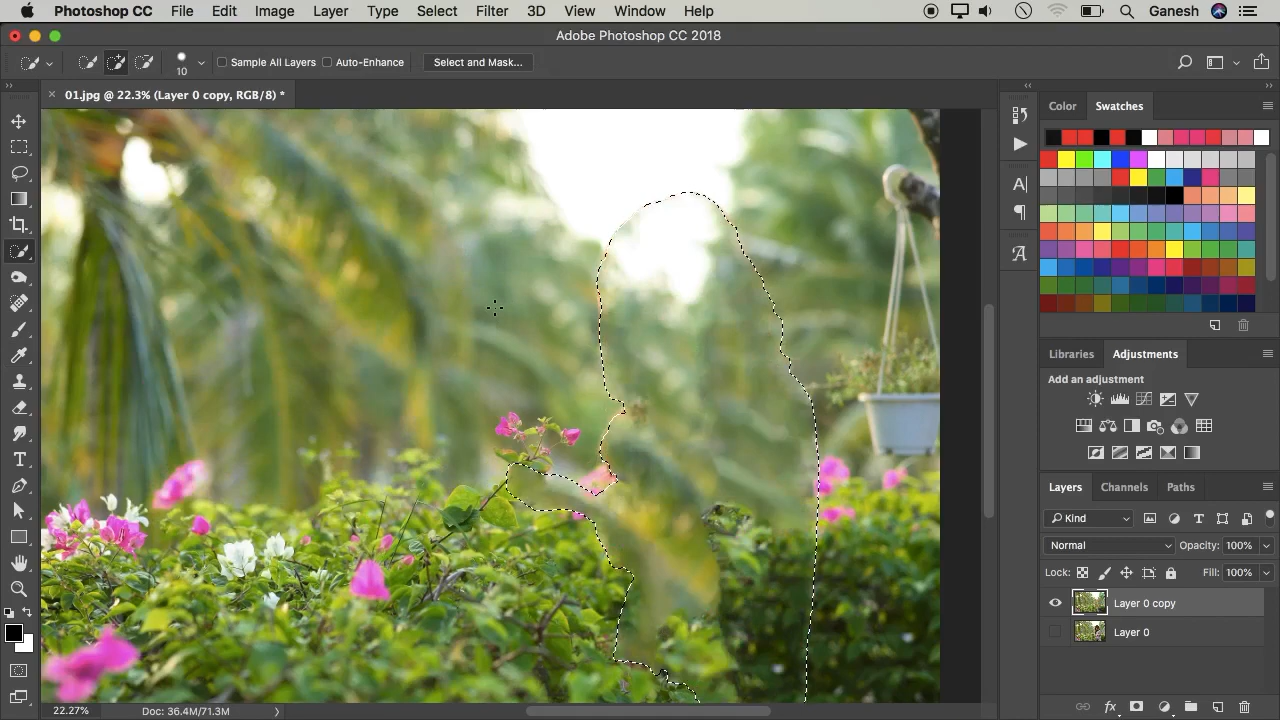 Photoshop CC File Edit Image Layer Type Select Filter 3D View Window Help Ganesh
Adobe Photoshop CC 2018
10 Sample All Layers Auto-Enhance Select and Mask...
01.jpg @ 22.3% (Layer 0 copy, RGB/8) *
Color Swatches
Libraries Adjustments
Add an adjustment
Layers Channels Paths
Kind
Normal Opacity: 100%
Lock: Fill: 100%
Layer 0 copy
Layer 0
22.27% Doc: 36.4M/71.3M